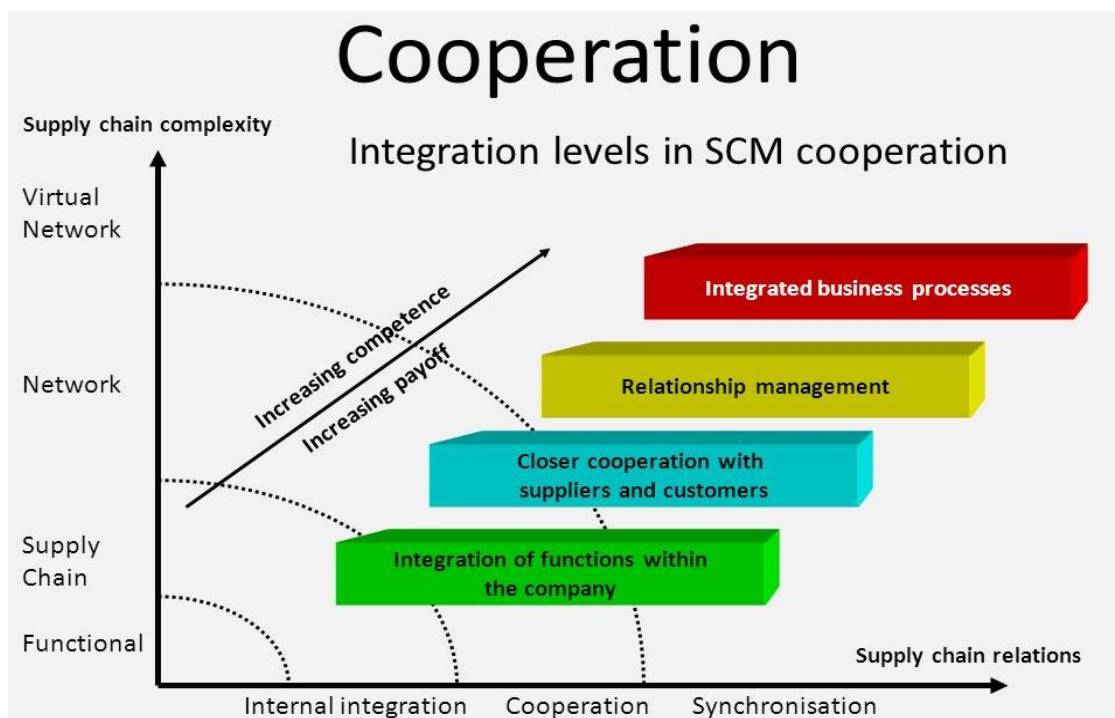 Cooperation
Supply chain complexity
Integration levels in SCM cooperation
Virtual
Network
Integrated business processes
Increasing competence
Increasing payoff
Network
Relationship management
Closer cooperation with
suppliers and customers
Supply
Chain
Integration of functions within
the company
Functional
Supply chain relations
Internal integration
Cooperation
Synchronisation